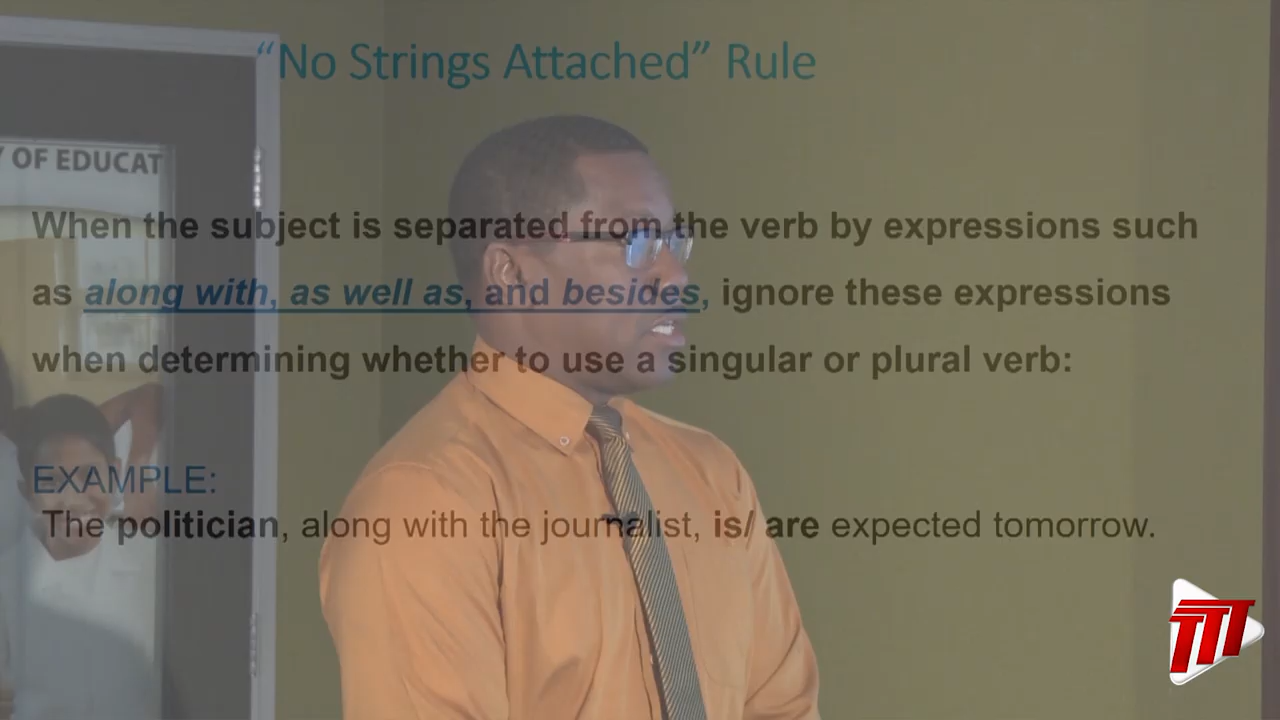 “No Strings Attached” Rule
Y OF EDUCAT
When the subject is separated from the verb by expressions such
as along with, as well as, and besides, ignore these expressions
when determining whether to use a singular or plural verb:
EXAMPLE:
The politician, along with the journalist, is/ are expected tomorrow.
TTT